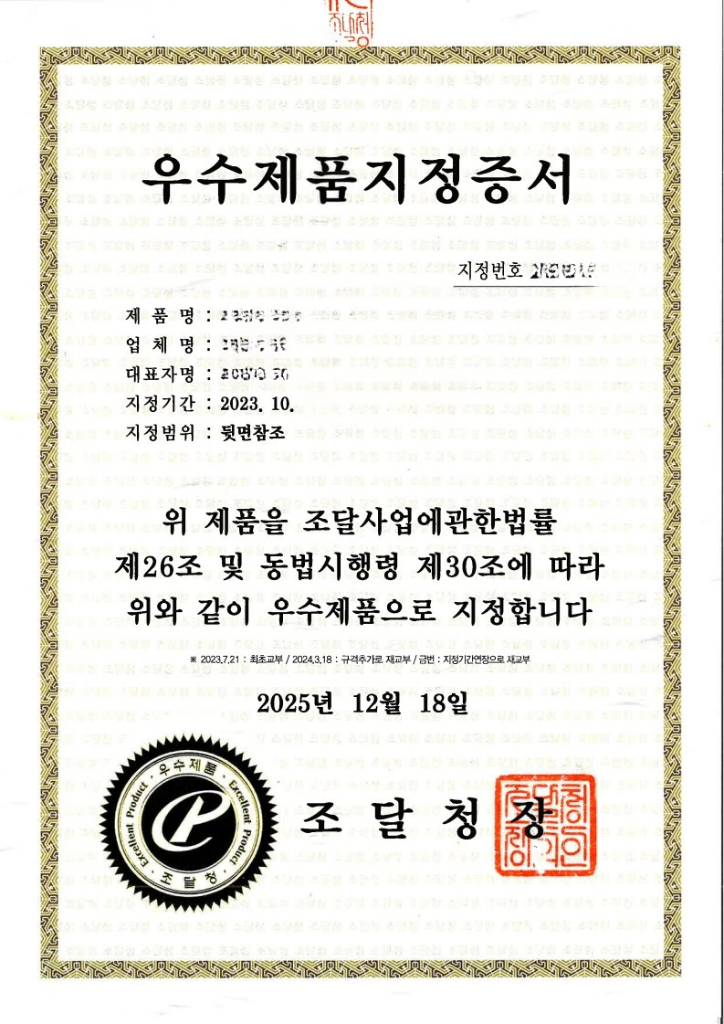 우수제품지정증서
지정번호
제 품 명 :
업 체 명 :
대표자명 :
지정기간 : 2023. 10.
지정범위 : 뒷면참조
위 제품을 조달사업에관한법률
제26조 및 동법시행령 제30조에 따라
위와 같이 우수제품으로 지정합니다
※ 2023.7.21 : 최초교부 / 2024.3.18 : 규격추가로 재교부 / 금번 : 지정기간연장으로 재교부
2025년 12월 18일
· 우수제품 ·
Excellent Product
Excellent Product
· 조달청 ·
조 달 청 장